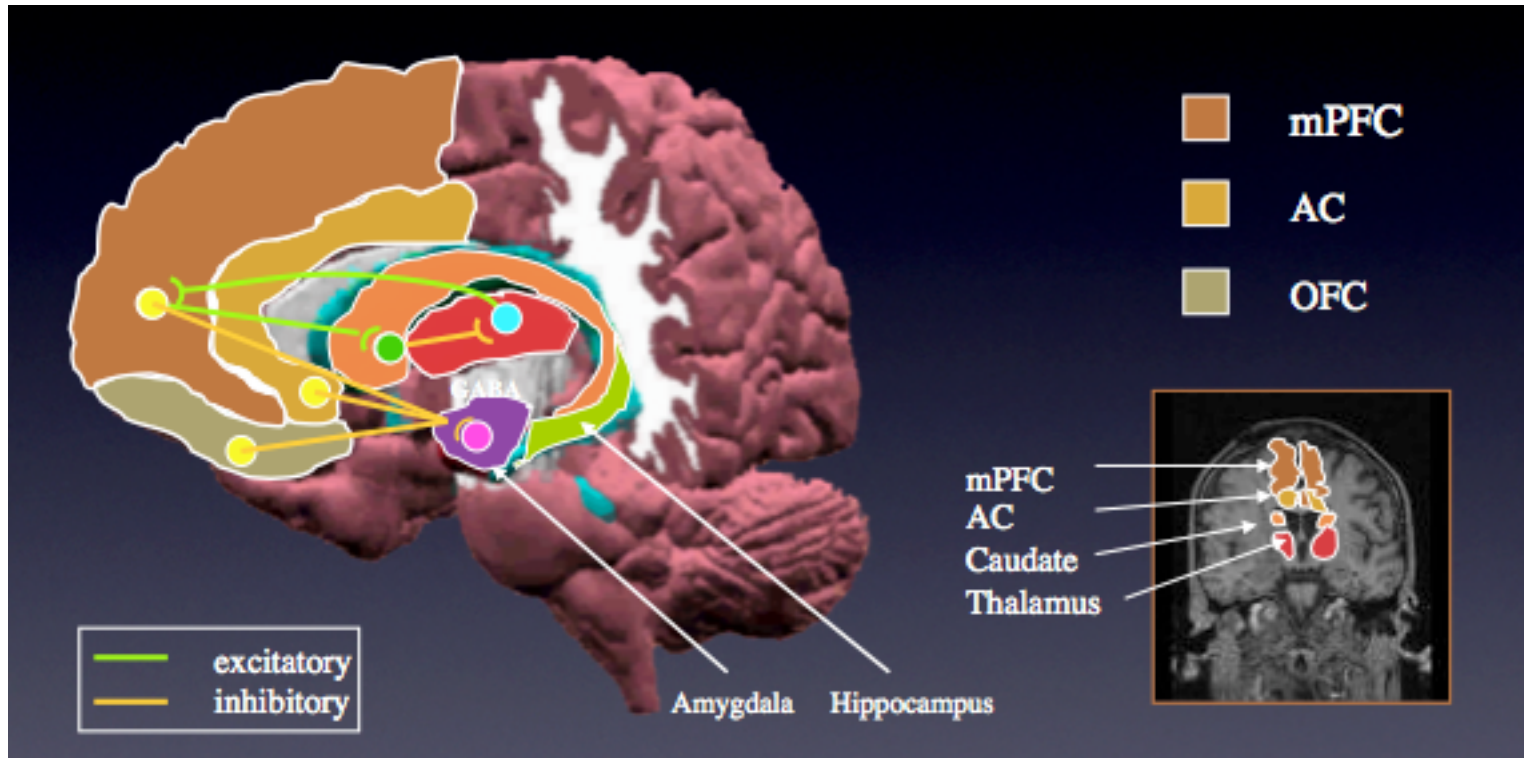 mPFC
AC
OFC
GABA
mPFC
AC
Caudate
Thalamus
excitatory
inhibitory
Amygdala
Hippocampus